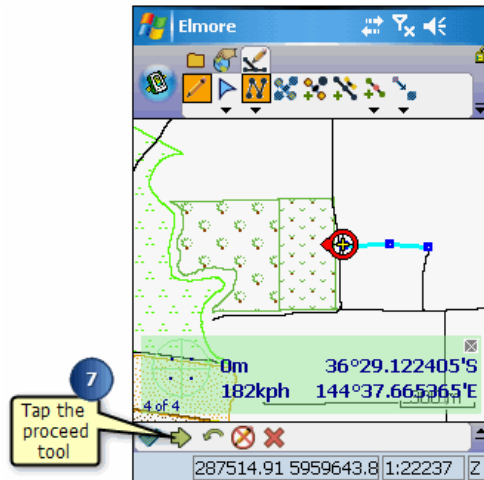 Elmore
0m 36°29.122405'S
182kph 144°37.665365'E
4 of 4
300 m
7
Tap the
proceed
tool
287514.91 5959643.8 1:22237 Z